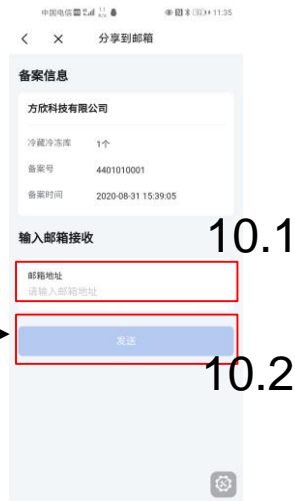 中国电信 11:35
分享到邮箱
备案信息
方欣科技有限公司
冷藏冷冻库 1个
备案号 4401010001
备案时间 2020-08-31 15:39:05
输入邮箱接收
10.1
邮箱地址
请输入邮箱地址
发送
10.2